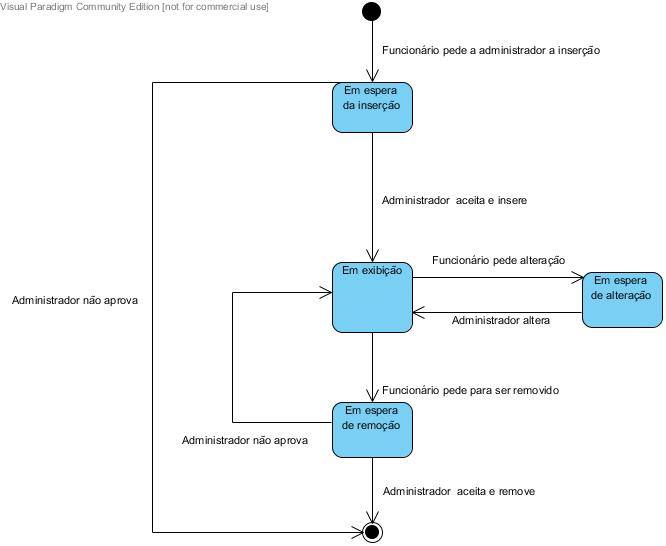 Visual Paradigm Community Edition [not for commercial use]
Funcionário pede a administrador a inserção
Em espera
da inserção
Administrador aceita e insere
Em exibição
Funcionário pede alteração
Em espera
de alteração
Administrador não aprova
Administrador altera
Funcionário pede para ser removido
Em espera
de remoção
Administrador não aprova
Administrador aceita e remove